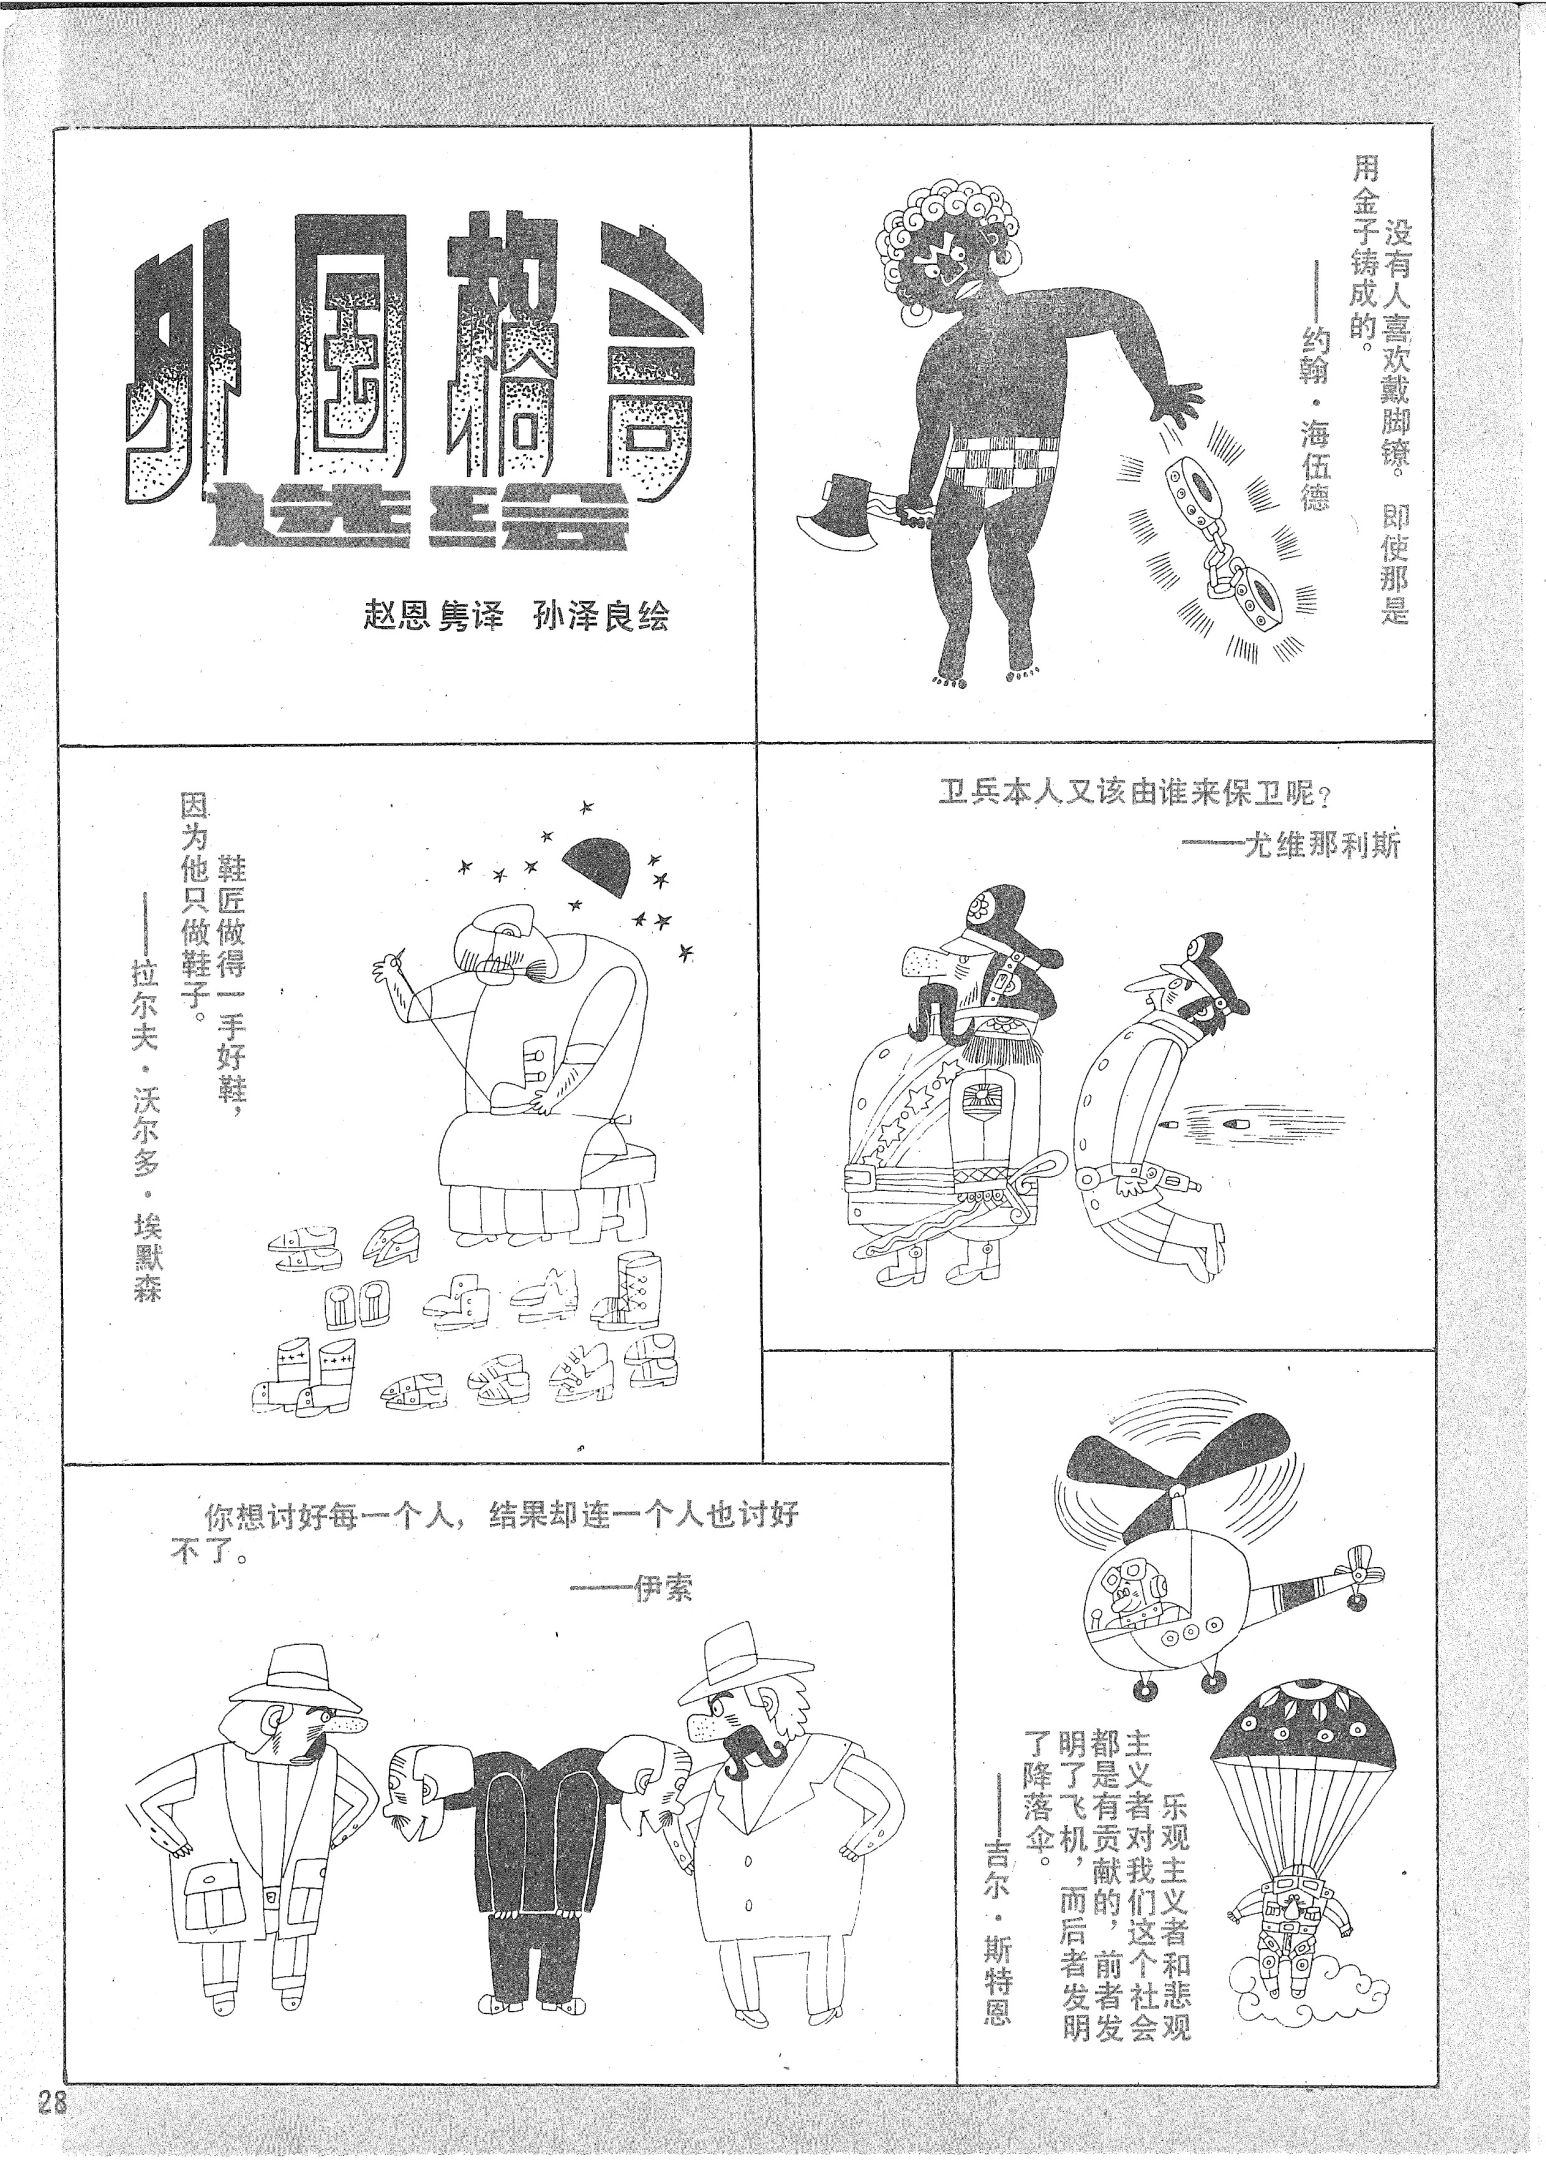 外国格言
选绘
赵恩隽译 孙泽良绘
没有人喜欢戴脚镣。即使那是
用金子铸成的。
——约翰·海伍德
鞋匠做得一手好鞋，
因为他只做鞋子。
——拉尔夫·沃尔多·埃默森
卫兵本人又该由谁来保卫呢？
——尤维那利斯
你想讨好每一个人，结果却连一个人也讨好
不了。
——伊索
乐观主义者和悲观
主义者对我们这个社会
都是有贡献的，前者发
明了飞机，而后者发明
了降落伞。
——吉尔·斯特恩
28